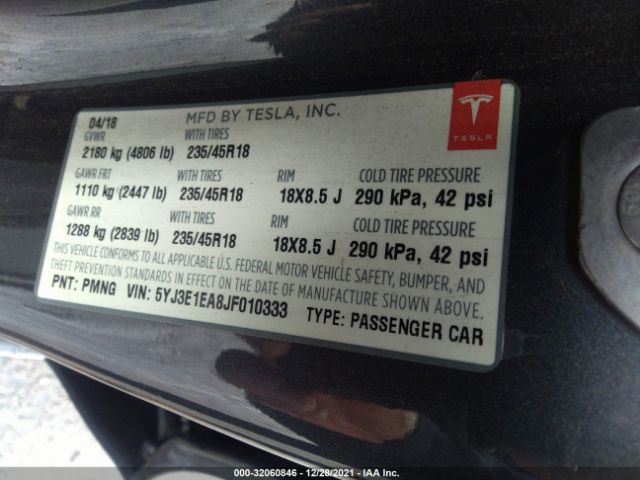 04/18 MFD BY TESLA, INC.
TESLA
GVWR WITH TIRES
2180 kg (4806 lb) 235/45R18
GAWR FRT WITH TIRES RIM COLD TIRE PRESSURE
1110 kg (2447 lb) 235/45R18 18X8.5 J 290 kPa, 42 psi
GAWR RR WITH TIRES RIM COLD TIRE PRESSURE
1288 kg (2839 lb) 235/45R18 18X8.5 J 290 kPa, 42 psi
THIS VEHICLE CONFORMS TO ALL APPLICABLE U.S. FEDERAL MOTOR VEHICLE SAFETY, BUMPER, AND
THEFT PREVENTION STANDARDS IN EFFECT ON THE DATE OF MANUFACTURE SHOWN ABOVE.
PNT: PMNG VIN: 5YJ3E1EA8JF010333 TYPE: PASSENGER CAR
000-32060846 - 12/28/2021 - IAA Inc.